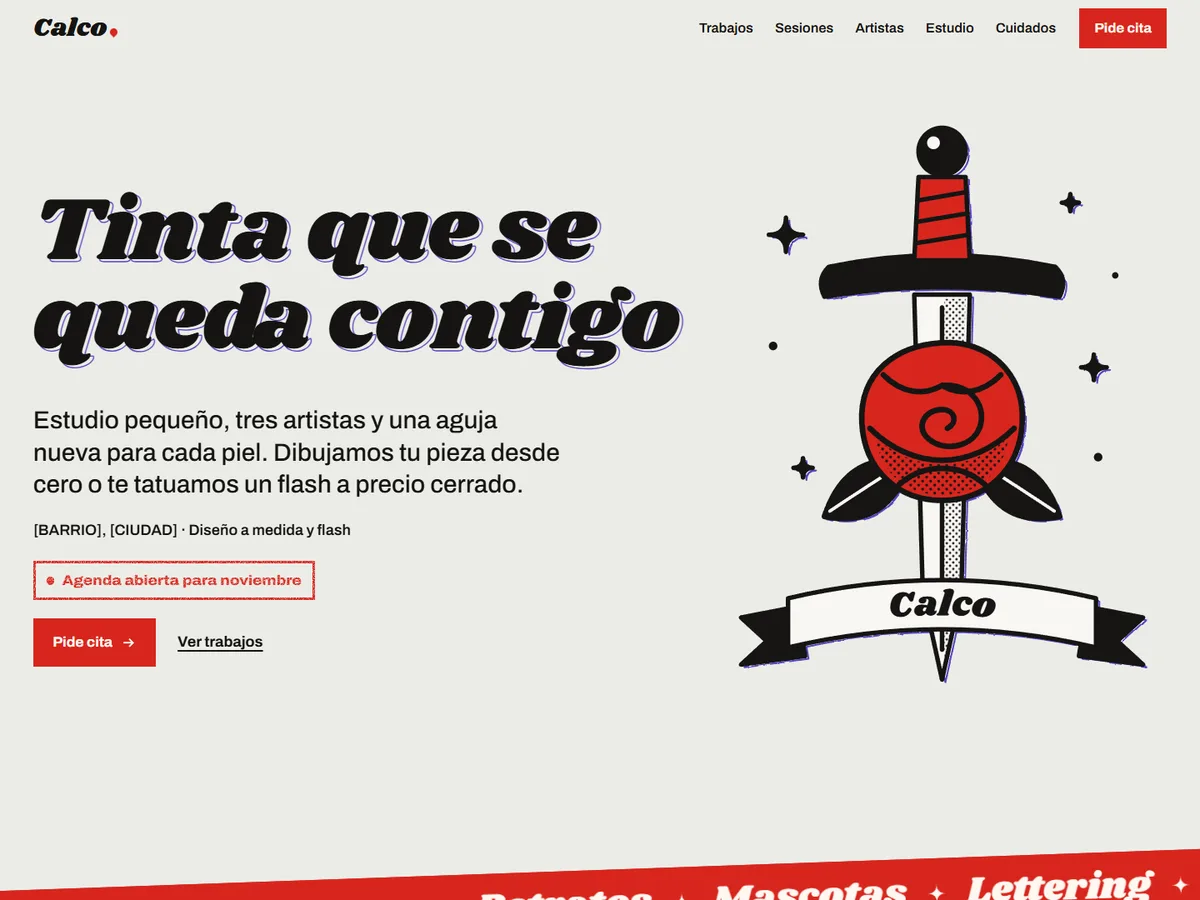 Calco
Trabajos Sesiones Artistas Estudio Cuidados Pide cita
Tinta que se
queda contigo
Estudio pequeño, tres artistas y una aguja
nueva para cada piel. Dibujamos tu pieza desde
cero o te tatuamos un flash a precio cerrado.
[BARRIO], [CIUDAD] · Diseño a medida y flash
Agenda abierta para noviembre
Pide cita → Ver trabajos
Calco
Retratos ✦ Mascotas ✦ Lettering ✦